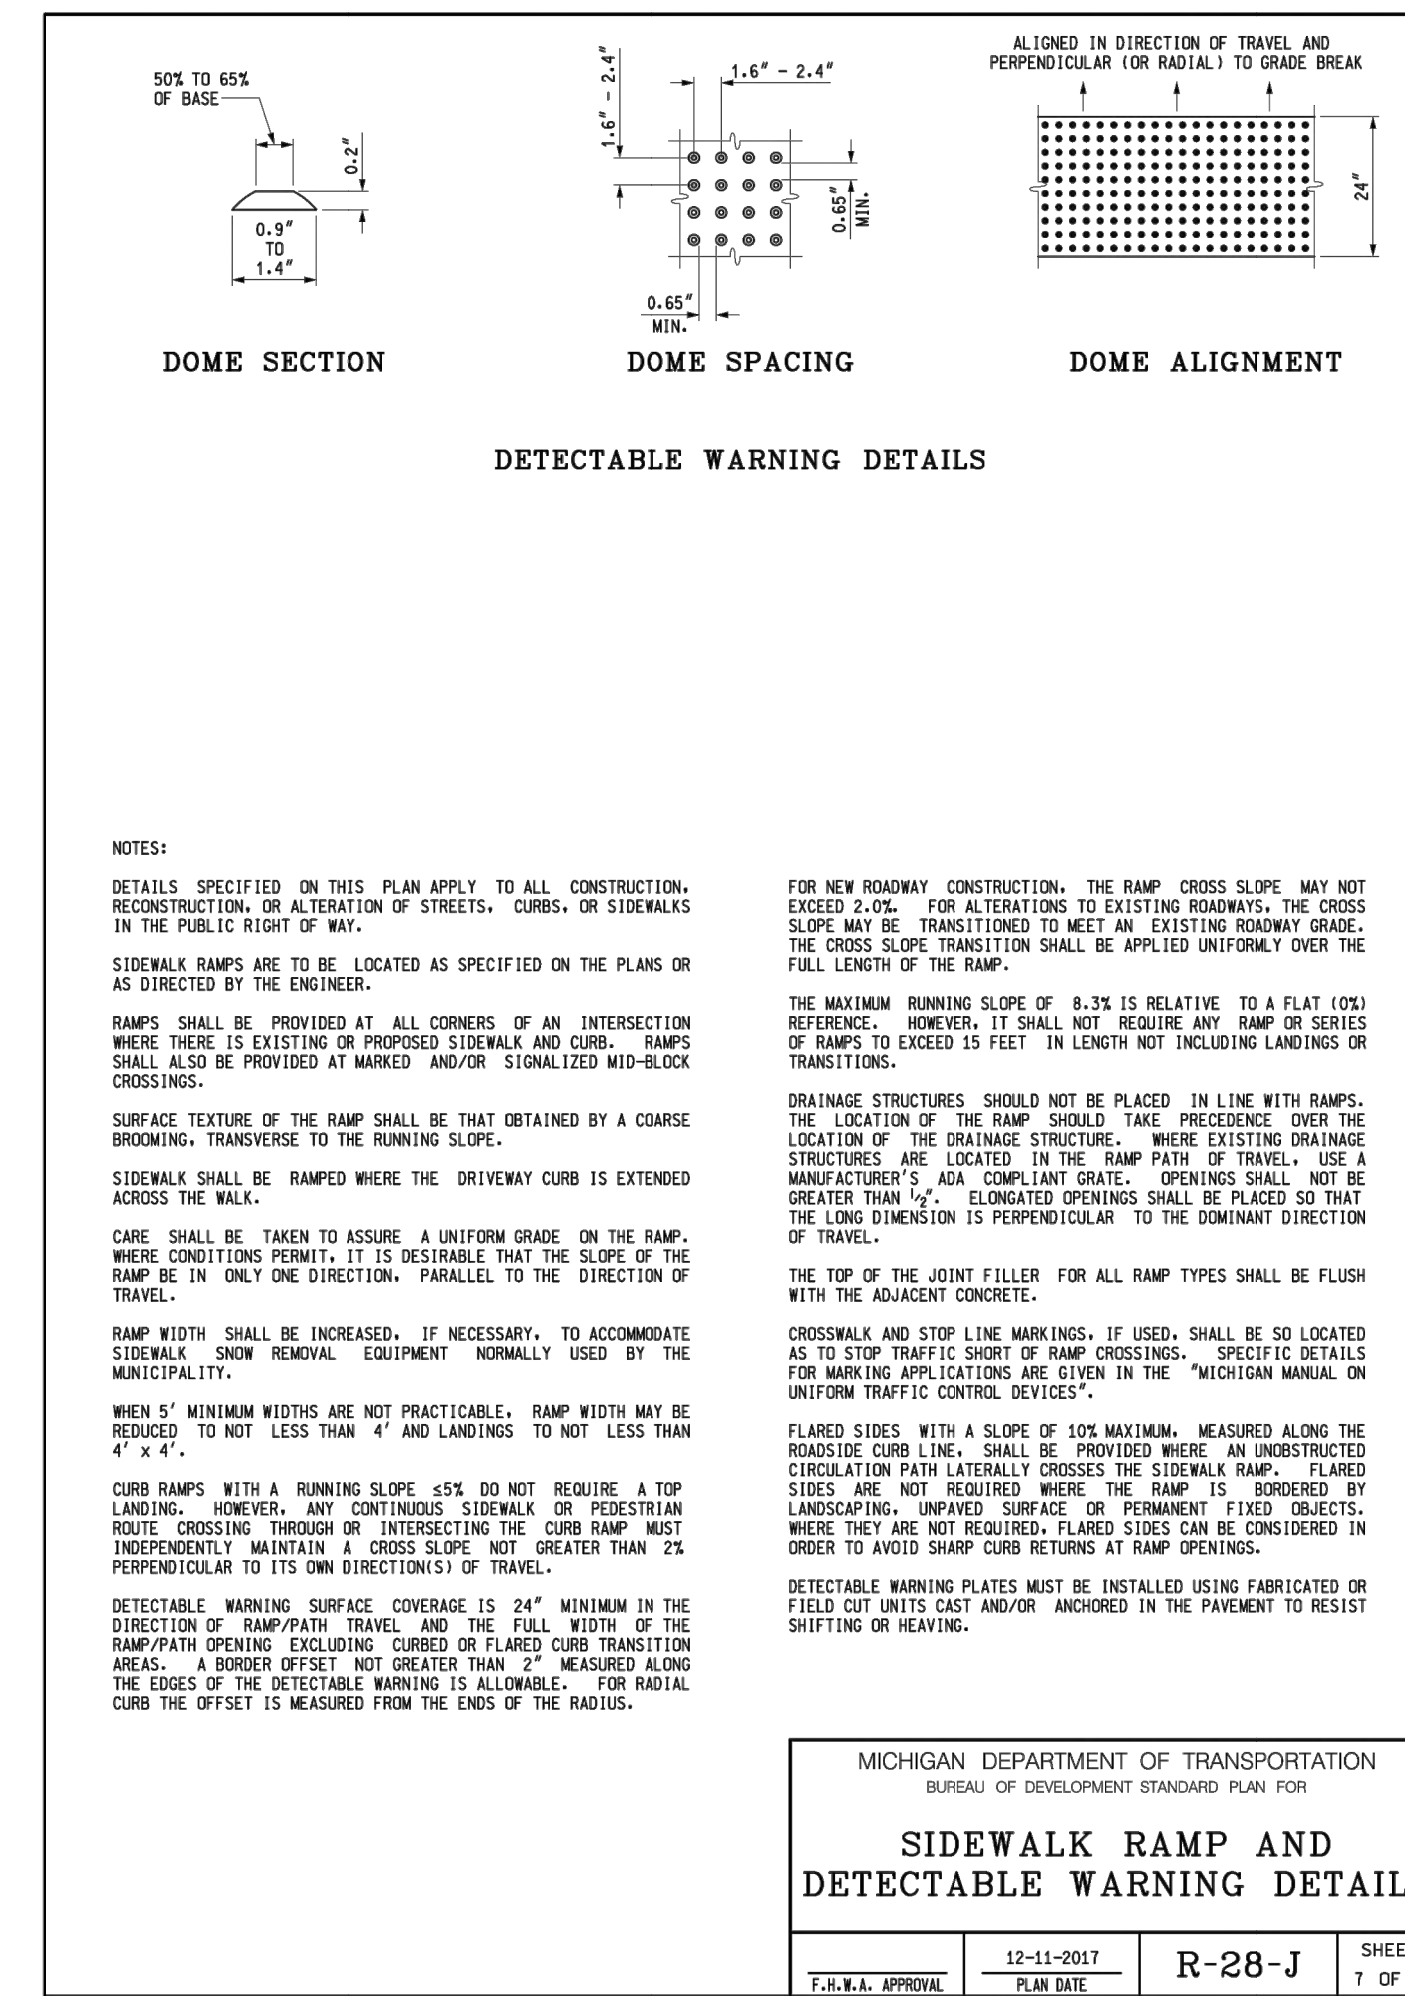 50% TO 65%
OF BASE
0.2"
0.9"
TO
1.4"
DOME SECTION
1.6" - 2.4"
1.6" - 2.4"
0.65"
MIN.
0.65"
MIN.
DOME SPACING
ALIGNED IN DIRECTION OF TRAVEL AND
PERPENDICULAR (OR RADIAL) TO GRADE BREAK
24"
DOME ALIGNMENT
DETECTABLE WARNING DETAILS
NOTES:
DETAILS SPECIFIED ON THIS PLAN APPLY TO ALL CONSTRUCTION,
RECONSTRUCTION, OR ALTERATION OF STREETS, CURBS, OR SIDEWALKS
IN THE PUBLIC RIGHT OF WAY.
SIDEWALK RAMPS ARE TO BE LOCATED AS SPECIFIED ON THE PLANS OR
AS DIRECTED BY THE ENGINEER.
RAMPS SHALL BE PROVIDED AT ALL CORNERS OF AN INTERSECTION
WHERE THERE IS EXISTING OR PROPOSED SIDEWALK AND CURB. RAMPS
SHALL ALSO BE PROVIDED AT MARKED AND/OR SIGNALIZED MID-BLOCK
CROSSINGS.
SURFACE TEXTURE OF THE RAMP SHALL BE THAT OBTAINED BY A COARSE
BROOMING, TRANSVERSE TO THE RUNNING SLOPE.
SIDEWALK SHALL BE RAMPED WHERE THE DRIVEWAY CURB IS EXTENDED
ACROSS THE WALK.
CARE SHALL BE TAKEN TO ASSURE A UNIFORM GRADE ON THE RAMP.
WHERE CONDITIONS PERMIT, IT IS DESIRABLE THAT THE SLOPE OF THE
RAMP BE IN ONLY ONE DIRECTION, PARALLEL TO THE DIRECTION OF
TRAVEL.
RAMP WIDTH SHALL BE INCREASED, IF NECESSARY, TO ACCOMMODATE
SIDEWALK SNOW REMOVAL EQUIPMENT NORMALLY USED BY THE
MUNICIPALITY.
WHEN 5' MINIMUM WIDTHS ARE NOT PRACTICABLE, RAMP WIDTH MAY BE
REDUCED TO NOT LESS THAN 4' AND LANDINGS TO NOT LESS THAN
4' x 4'.
CURB RAMPS WITH A RUNNING SLOPE ≤5% DO NOT REQUIRE A TOP
LANDING. HOWEVER, ANY CONTINUOUS SIDEWALK OR PEDESTRIAN
ROUTE CROSSING THROUGH OR INTERSECTING THE CURB RAMP MUST
INDEPENDENTLY MAINTAIN A CROSS SLOPE NOT GREATER THAN 2%
PERPENDICULAR TO ITS OWN DIRECTION(S) OF TRAVEL.
DETECTABLE WARNING SURFACE COVERAGE IS 24" MINIMUM IN THE
DIRECTION OF RAMP/PATH TRAVEL AND THE FULL WIDTH OF THE
RAMP/PATH OPENING EXCLUDING CURBED OR FLARED CURB TRANSITION
AREAS. A BORDER OFFSET NOT GREATER THAN 2" MEASURED ALONG
THE EDGES OF THE DETECTABLE WARNING IS ALLOWABLE. FOR RADIAL
CURB THE OFFSET IS MEASURED FROM THE ENDS OF THE RADIUS.
FOR NEW ROADWAY CONSTRUCTION, THE RAMP CROSS SLOPE MAY NOT
EXCEED 2.0%. FOR ALTERATIONS TO EXISTING ROADWAYS, THE CROSS
SLOPE MAY BE TRANSITIONED TO MEET AN EXISTING ROADWAY GRADE.
THE CROSS SLOPE TRANSITION SHALL BE APPLIED UNIFORMLY OVER THE
FULL LENGTH OF THE RAMP.
THE MAXIMUM RUNNING SLOPE OF 8.3% IS RELATIVE TO A FLAT (0%)
REFERENCE. HOWEVER, IT SHALL NOT REQUIRE ANY RAMP OR SERIES
OF RAMPS TO EXCEED 15 FEET IN LENGTH NOT INCLUDING LANDINGS OR
TRANSITIONS.
DRAINAGE STRUCTURES SHOULD NOT BE PLACED IN LINE WITH RAMPS.
THE LOCATION OF THE RAMP SHOULD TAKE PRECEDENCE OVER THE
LOCATION OF THE DRAINAGE STRUCTURE. WHERE EXISTING DRAINAGE
STRUCTURES ARE LOCATED IN THE RAMP PATH OF TRAVEL, USE A
MANUFACTURER'S ADA COMPLIANT GRATE. OPENINGS SHALL NOT BE
GREATER THAN 1/2". ELONGATED OPENINGS SHALL BE PLACED SO THAT
THE LONG DIMENSION IS PERPENDICULAR TO THE DOMINANT DIRECTION
OF TRAVEL.
THE TOP OF THE JOINT FILLER FOR ALL RAMP TYPES SHALL BE FLUSH
WITH THE ADJACENT CONCRETE.
CROSSWALK AND STOP LINE MARKINGS, IF USED, SHALL BE SO LOCATED
AS TO STOP TRAFFIC SHORT OF RAMP CROSSINGS. SPECIFIC DETAILS
FOR MARKING APPLICATIONS ARE GIVEN IN THE "MICHIGAN MANUAL ON
UNIFORM TRAFFIC CONTROL DEVICES".
FLARED SIDES WITH A SLOPE OF 10% MAXIMUM, MEASURED ALONG THE
ROADSIDE CURB LINE, SHALL BE PROVIDED WHERE AN UNOBSTRUCTED
CIRCULATION PATH LATERALLY CROSSES THE SIDEWALK RAMP. FLARED
SIDES ARE NOT REQUIRED WHERE THE RAMP IS BORDERED BY
LANDSCAPING, UNPAVED SURFACE OR PERMANENT FIXED OBJECTS.
WHERE THEY ARE NOT REQUIRED, FLARED SIDES CAN BE CONSIDERED IN
ORDER TO AVOID SHARP CURB RETURNS AT RAMP OPENINGS.
DETECTABLE WARNING PLATES MUST BE INSTALLED USING FABRICATED OR
FIELD CUT UNITS CAST AND/OR ANCHORED IN THE PAVEMENT TO RESIST
SHIFTING OR HEAVING.
MICHIGAN DEPARTMENT OF TRANSPORTATION
BUREAU OF DEVELOPMENT STANDARD PLAN FOR
SIDEWALK RAMP AND
DETECTABLE WARNING DETAIL
F.H.W.A. APPROVAL
12-11-2017
PLAN DATE
R-28-J
SHEE
7 OF